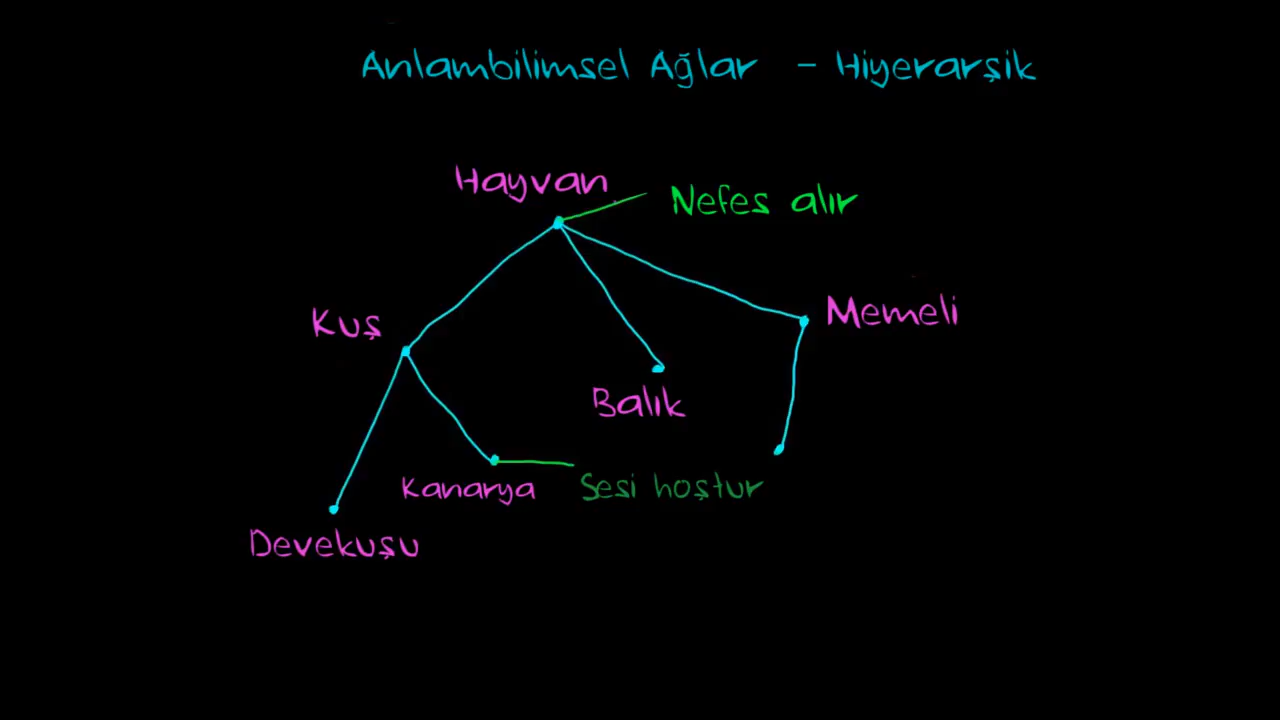 Anlambilimsel Ağlar - Hiyerarşik
Hayvan
Nefes alır
Kuş
Memeli
Balık
Kanarya
Sesi hoştur
Devekuşu